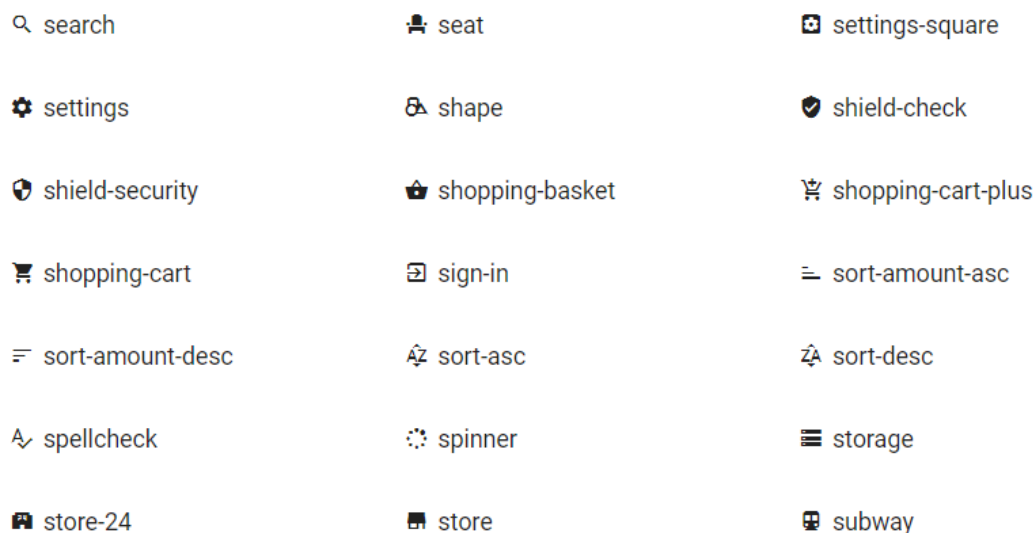 search seat settings-square
settings shape shield-check
shield-security shopping-basket shopping-cart-plus
shopping-cart sign-in sort-amount-asc
sort-amount-desc sort-asc sort-desc
spellcheck spinner storage
store-24 store subway